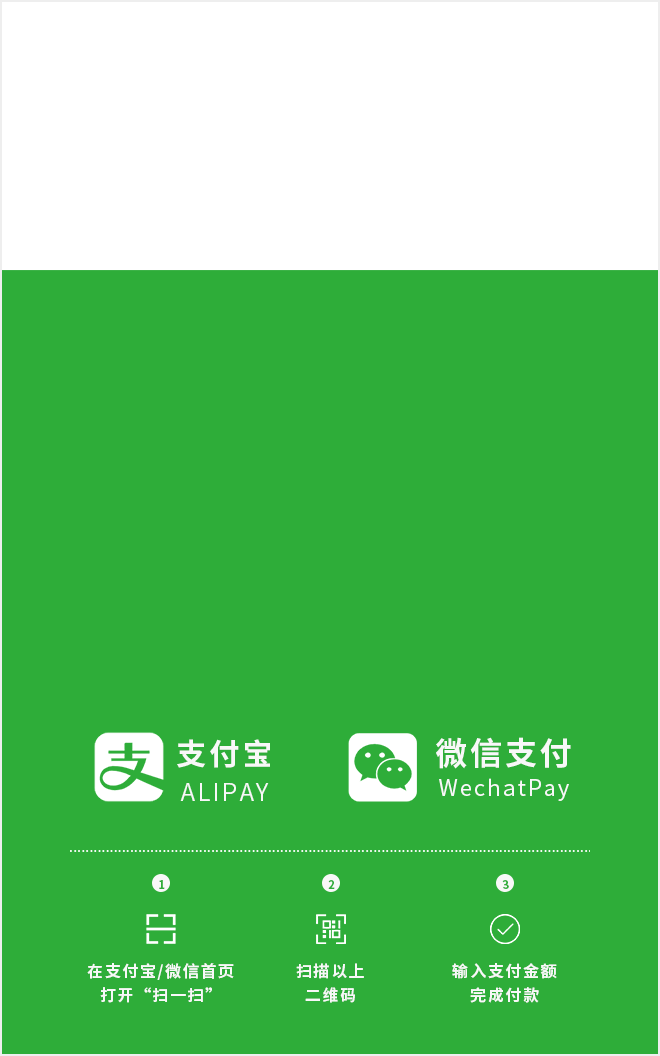 支付宝
ALIPAY
微信支付
WechatPay
1
2
3
在支付宝/微信首页
打开“扫一扫”
扫描以上
二维码
输入支付金额
完成付款